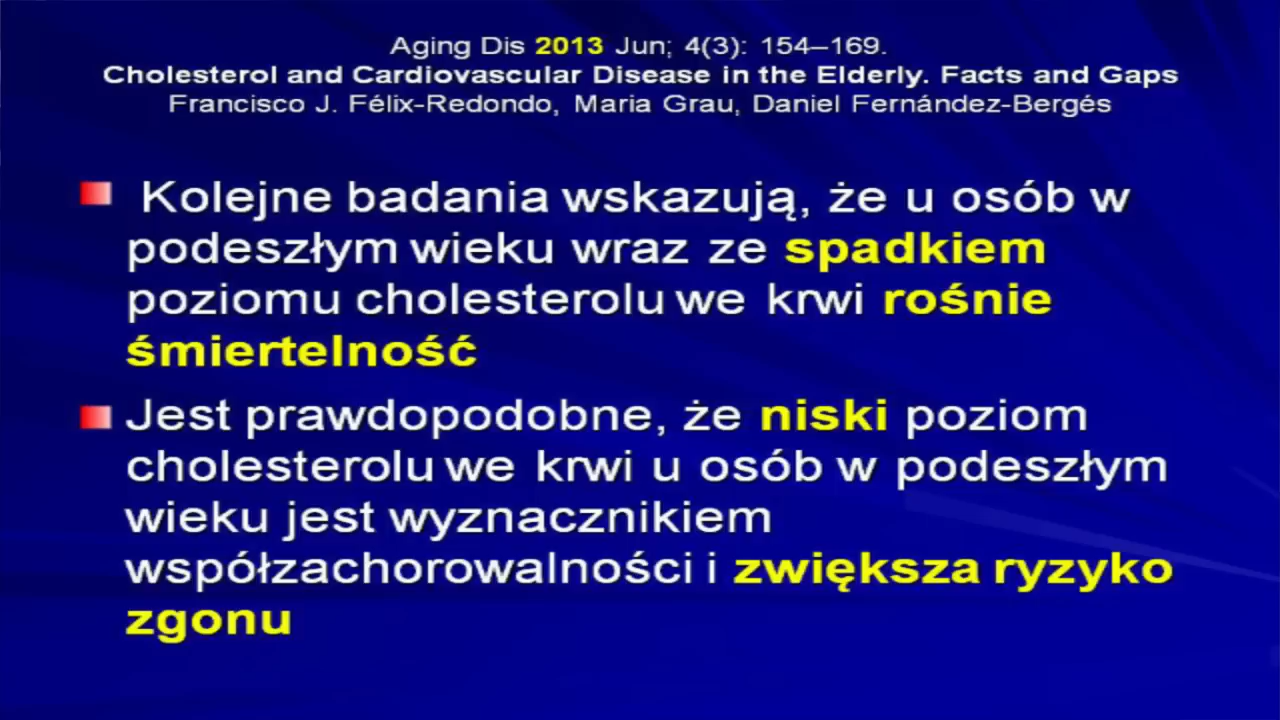 Aging Dis 2013 Jun; 4(3): 154–169.
Cholesterol and Cardiovascular Disease in the Elderly. Facts and Gaps
Francisco J. Félix-Redondo, Maria Grau, Daniel Fernández-Bergés
Kolejne badania wskazują, że u osób w
podeszłym wieku wraz ze spadkiem
poziomu cholesterolu we krwi rośnie
śmiertelność
Jest prawdopodobne, że niski poziom
cholesterolu we krwi u osób w podeszłym
wieku jest wyznacznikiem
współzachorowalności i zwiększa ryzyko
zgonu